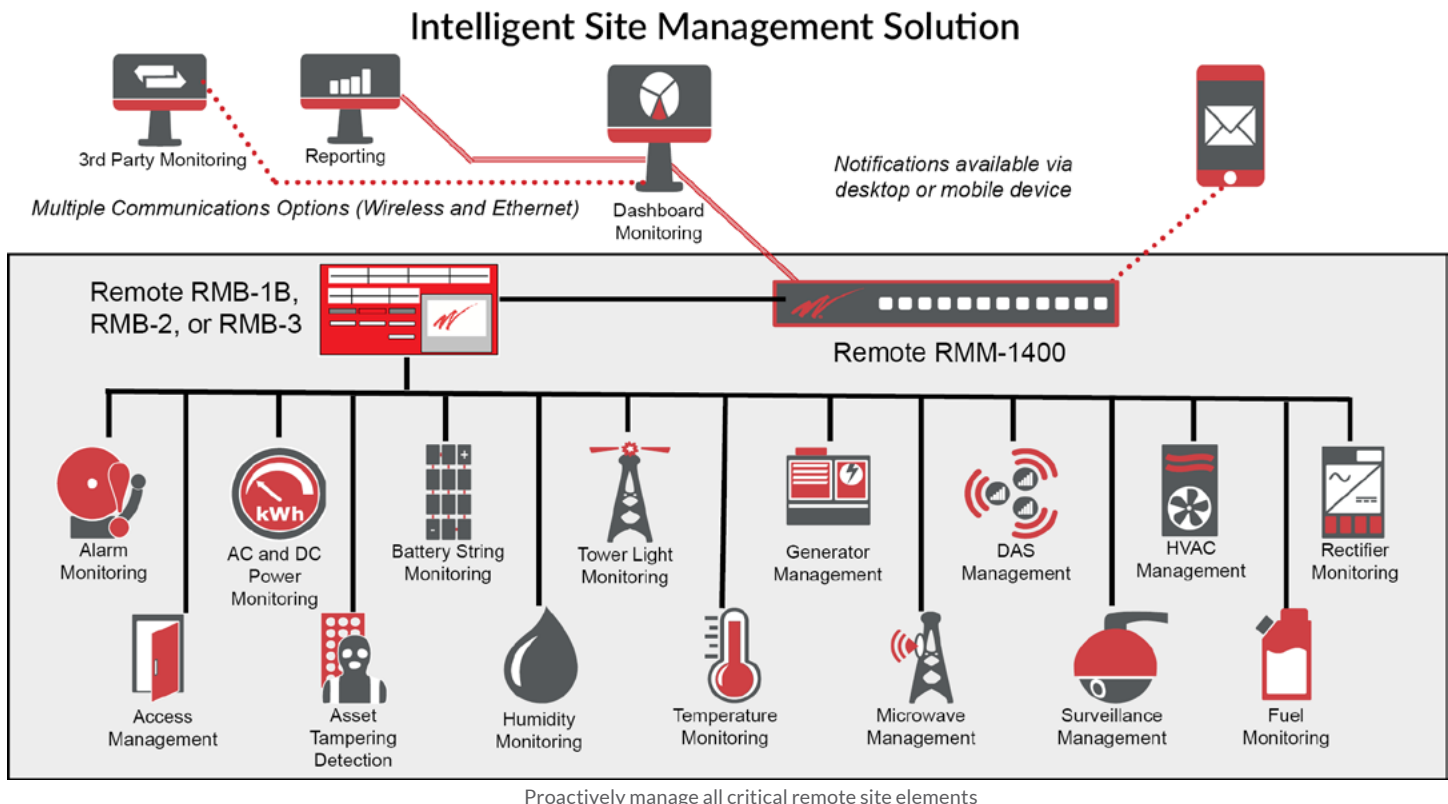 Intelligent Site Management Solution
3rd Party Monitoring
Reporting
Notifications available via
desktop or mobile device
Multiple Communications Options (Wireless and Ethernet)
Dashboard
Monitoring
Remote RMB-1B,
RMB-2, or RMB-3
Remote RMM-1400
kWh
+
-
Alarm
Monitoring
AC and DC
Power
Monitoring
Battery String
Monitoring
Tower Light
Monitoring
Generator
Management
DAS
Management
HVAC
Management
Rectifier
Monitoring
Access
Management
Asset
Tampering
Detection
Humidity
Monitoring
Temperature
Monitoring
Microwave
Management
Surveillance
Management
Fuel
Monitoring
Proactively manage all critical remote site elements